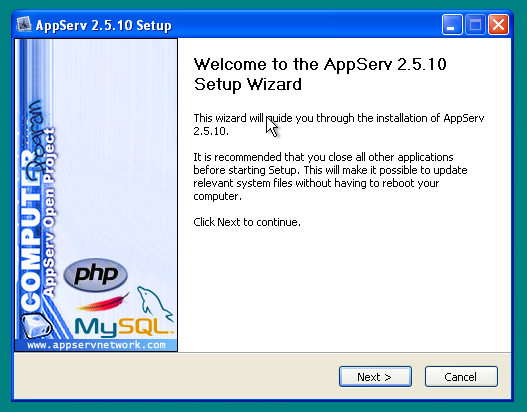 AppServ 2.5.10 Setup
Welcome to the AppServ 2.5.10
Setup Wizard
This wizard will guide you through the installation of AppServ
2.5.10.
It is recommended that you close all other applications
before starting Setup. This will make it possible to update
relevant system files without having to reboot your
computer.
Click Next to continue.
COMPUTER
Program
AppServ Open Project
php
MySQL™
www.appservnetwork.com
Next >
Cancel